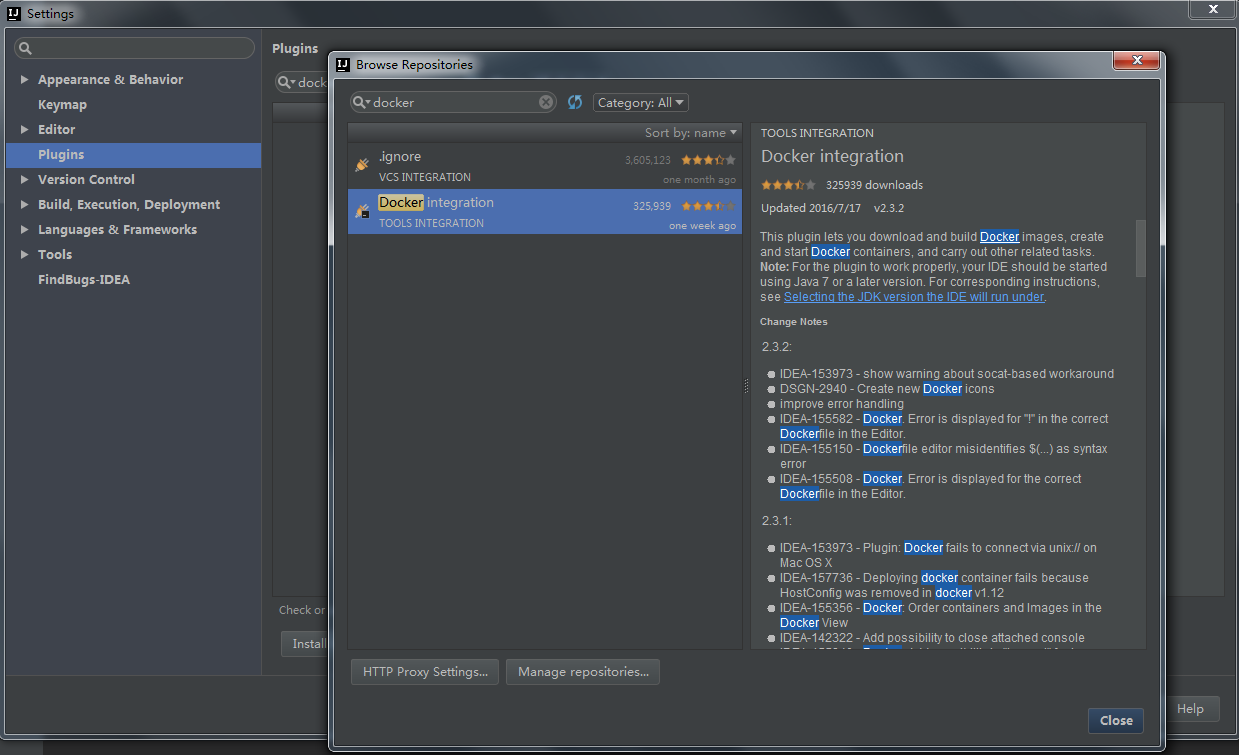 Settings
Appearance & Behavior
Keymap
Editor
Plugins
Version Control
Build, Execution, Deployment
Languages & Frameworks
Tools
FindBugs-IDEA
Plugins
dock
Check or
Install
Help
Browse Repositories
docker
Category: All
Sort by: name
.ignore 3,605,123
VCS INTEGRATION one month ago
Docker integration 325,939
TOOLS INTEGRATION one week ago
TOOLS INTEGRATION
Docker integration
325939 downloads
Updated 2016/7/17 v2.3.2
This plugin lets you download and build Docker images, create
and start Docker containers, and carry out other related tasks.
Note: For the plugin to work properly, your IDE should be started
using Java 7 or a later version. For corresponding instructions,
see Selecting the JDK version the IDE will run under.
Change Notes
2.3.2:
IDEA-153973 - show warning about socat-based workaround
DSGN-2940 - Create new Docker icons
improve error handling
IDEA-155582 - Docker. Error is displayed for "!" in the correct
Dockerfile in the Editor.
IDEA-155150 - Dockerfile editor misidentifies $(...) as syntax
error
IDEA-155508 - Docker. Error is displayed for the correct
Dockerfile in the Editor.
2.3.1:
IDEA-153973 - Plugin: Docker fails to connect via unix:// on
Mac OS X
IDEA-157736 - Deploying docker container fails because
HostConfig was removed in docker v1.12
IDEA-155356 - Docker: Order containers and Images in the
Docker View
IDEA-142322 - Add possibility to close attached console
HTTP Proxy Settings...
Manage repositories...
Close